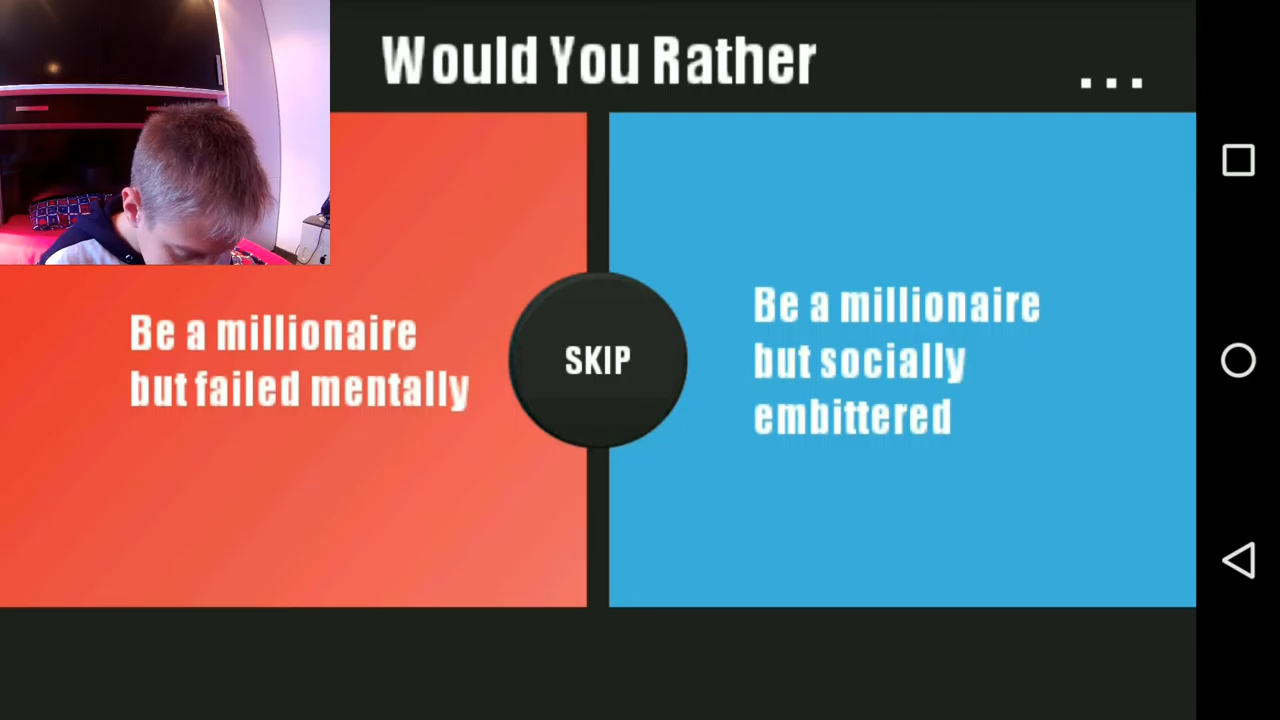 Would You Rather
...
Be a millionaire
but failed mentally
SKIP
Be a millionaire
but socially
embittered